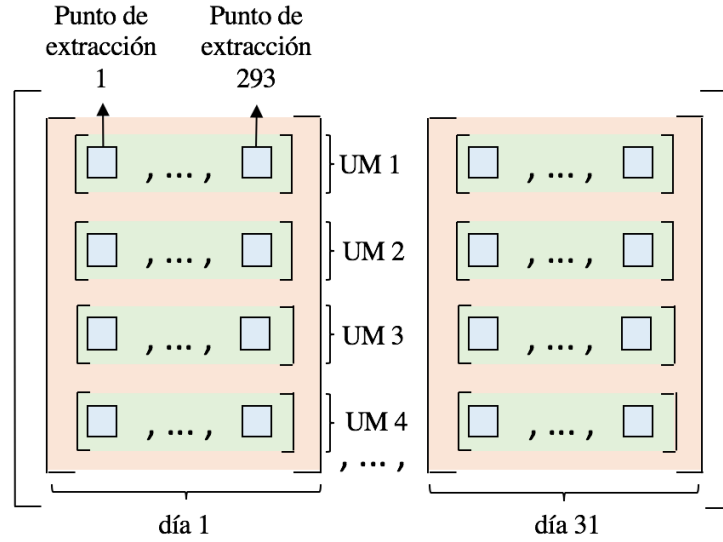 Punto de
extracción
1
Punto de
extracción
293
, ... ,
UM 1
, ... ,
, ... ,
UM 2
, ... ,
, ... ,
UM 3
, ... ,
, ... ,
UM 4
, ... ,
, ... ,
día 1
día 31